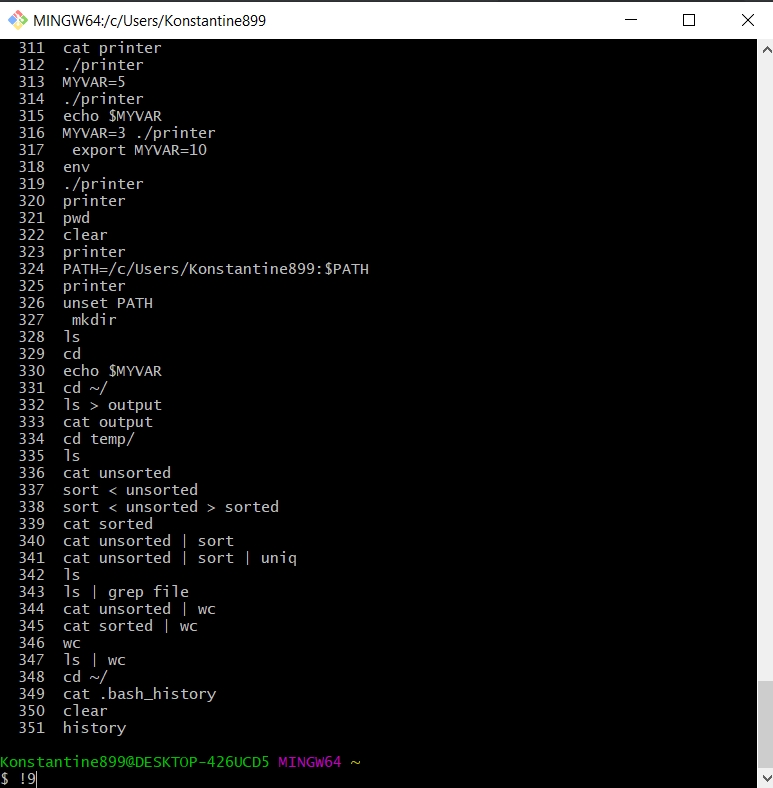 MINGW64:/c/Users/Konstantine899
311 cat printer
312 ./printer
313 MYVAR=5
314 ./printer
315 echo $MYVAR
316 MYVAR=3 ./printer
317 export MYVAR=10
318 env
319 ./printer
320 printer
321 pwd
322 clear
323 printer
324 PATH=/c/Users/Konstantine899:$PATH
325 printer
326 unset PATH
327 mkdir
328 ls
329 cd
330 echo $MYVAR
331 cd ~/
332 ls > output
333 cat output
334 cd temp/
335 ls
336 cat unsorted
337 sort < unsorted
338 sort < unsorted > sorted
339 cat sorted
340 cat unsorted | sort
341 cat unsorted | sort | uniq
342 ls
343 ls | grep file
344 cat unsorted | wc
345 cat sorted | wc
346 wc
347 ls | wc
348 cd ~/
349 cat .bash_history
350 clear
351 history
Konstantine899@DESKTOP-426UCD5 MINGW64 ~
$ !9